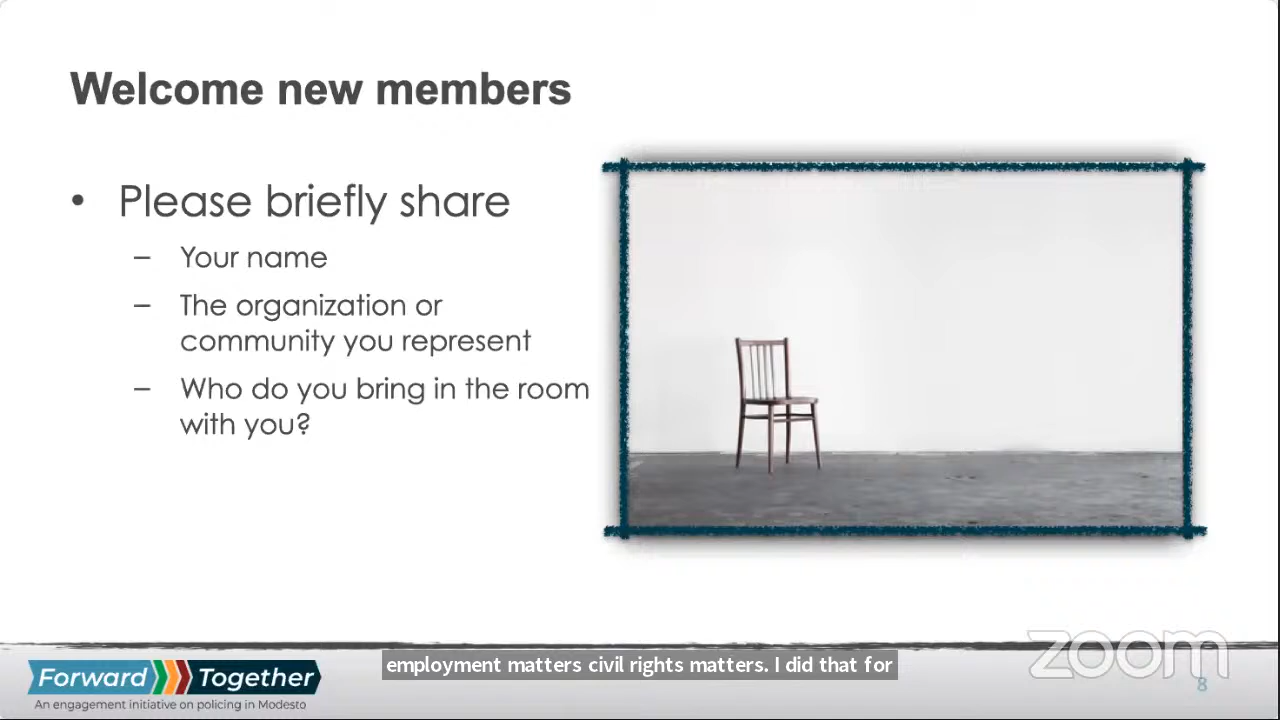 Welcome new members
• Please briefly share
– Your name
– The organization or
community you represent
– Who do you bring in the room
with you?
Forward Together
An engagement initiative on policing in Modesto
employment matters civil rights matters. I did that for
zoom
8